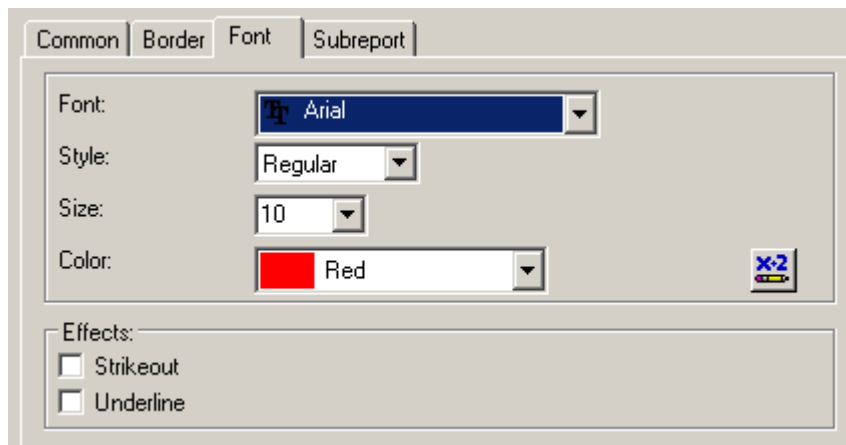 Common Border Font Subreport
Font: Arial
Style: Regular
Size: 10
Color: Red
X+2
Effects:
Strikeout
Underline